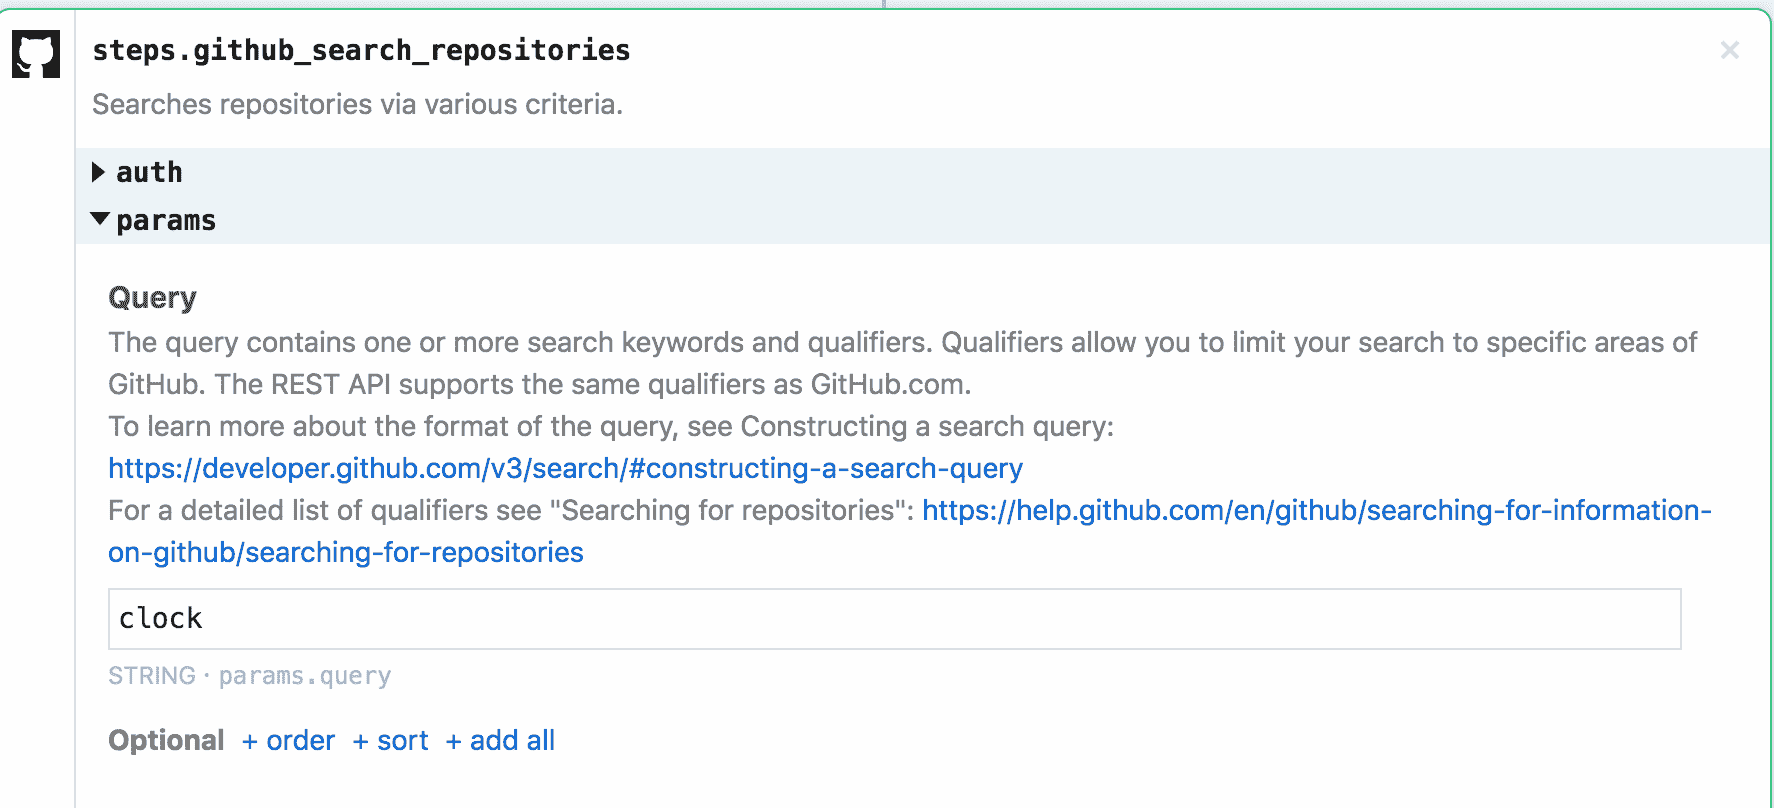 steps.github_search_repositories
×
Searches repositories via various criteria.
auth
params
Query
The query contains one or more search keywords and qualifiers. Qualifiers allow you to limit your search to specific areas of
GitHub. The REST API supports the same qualifiers as GitHub.com.
To learn more about the format of the query, see Constructing a search query:
https://developer.github.com/v3/search/#constructing-a-search-query
For a detailed list of qualifiers see "Searching for repositories": https://help.github.com/en/github/searching-for-information-
on-github/searching-for-repositories
clock
STRING · params.query
Optional + order + sort + add all